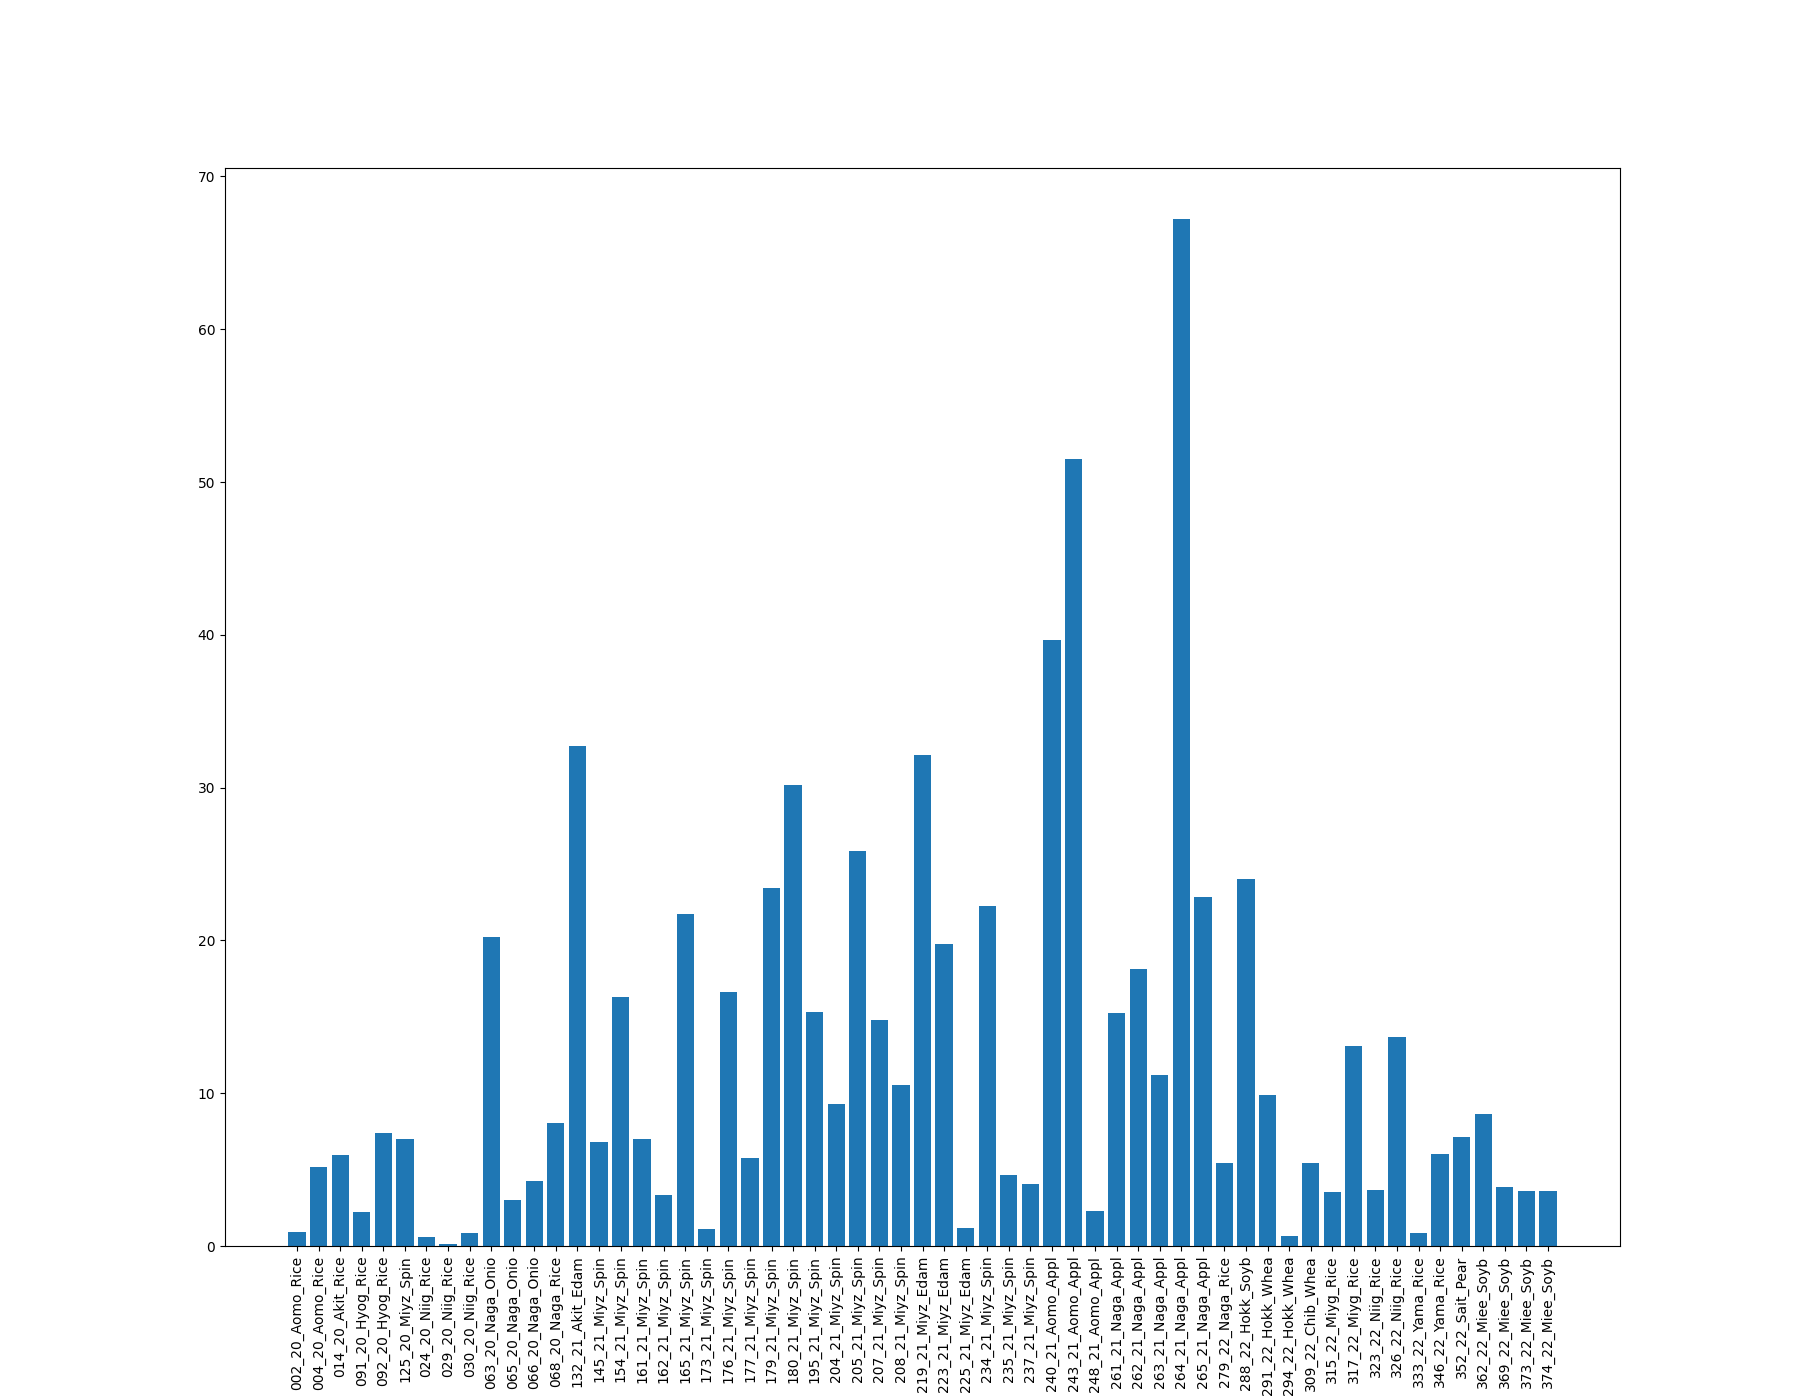 70
60
50
40
30
20
10
0
002_20_Aomo_Rice
004_20_Aomo_Rice
014_20_Akit_Rice
091_20_Hyog_Rice
092_20_Hyog_Rice
125_20_Miyz_Spin
024_20_Niig_Rice
029_20_Niig_Rice
030_20_Niig_Rice
063_20_Naga_Onio
065_20_Naga_Onio
066_20_Naga_Onio
068_20_Naga_Rice
132_21_Akit_Edam
145_21_Miyz_Spin
154_21_Miyz_Spin
161_21_Miyz_Spin
162_21_Miyz_Spin
165_21_Miyz_Spin
173_21_Miyz_Spin
176_21_Miyz_Spin
177_21_Miyz_Spin
179_21_Miyz_Spin
180_21_Miyz_Spin
195_21_Miyz_Spin
204_21_Miyz_Spin
205_21_Miyz_Spin
207_21_Miyz_Spin
208_21_Miyz_Spin
219_21_Miyz_Edam
223_21_Miyz_Edam
225_21_Miyz_Edam
234_21_Miyz_Spin
235_21_Miyz_Spin
237_21_Miyz_Spin
240_21_Aomo_Appl
243_21_Aomo_Appl
248_21_Aomo_Appl
261_21_Naga_Appl
262_21_Naga_Appl
263_21_Naga_Appl
264_21_Naga_Appl
265_21_Naga_Appl
279_22_Naga_Rice
288_22_Hokk_Soyb
291_22_Hokk_Whea
294_22_Hokk_Whea
309_22_Chib_Whea
315_22_Miyg_Rice
317_22_Miyg_Rice
323_22_Niig_Rice
326_22_Niig_Rice
333_22_Yama_Rice
346_22_Yama_Rice
352_22_Sait_Pear
362_22_Miee_Soyb
369_22_Miee_Soyb
373_22_Miee_Soyb
374_22_Miee_Soyb